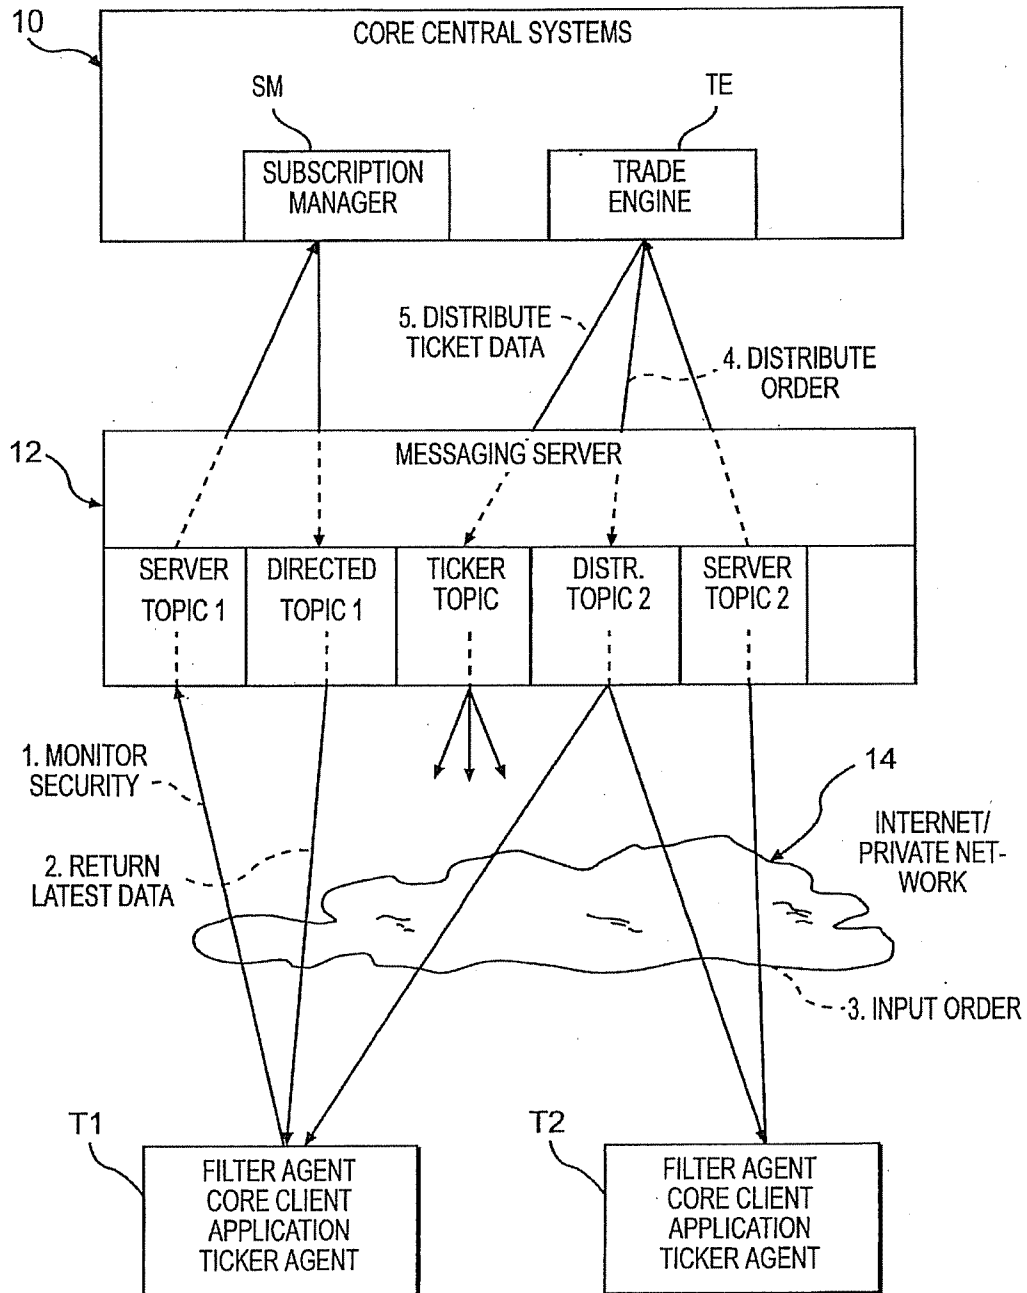 10
CORE CENTRAL SYSTEMS
SM
TE
SUBSCRIPTION
MANAGER
TRADE
ENGINE
5. DISTRIBUTE
TICKET DATA
4. DISTRIBUTE
ORDER
12
MESSAGING SERVER
SERVER
TOPIC 1
DIRECTED
TOPIC 1
TICKER
TOPIC
DISTR.
TOPIC 2
SERVER
TOPIC 2
1. MONITOR
SECURITY
2. RETURN
LATEST DATA
14
INTERNET/
PRIVATE NET-
WORK
3. INPUT ORDER
T1
FILTER AGENT
CORE CLIENT
APPLICATION
TICKER AGENT
T2
FILTER AGENT
CORE CLIENT
APPLICATION
TICKER AGENT